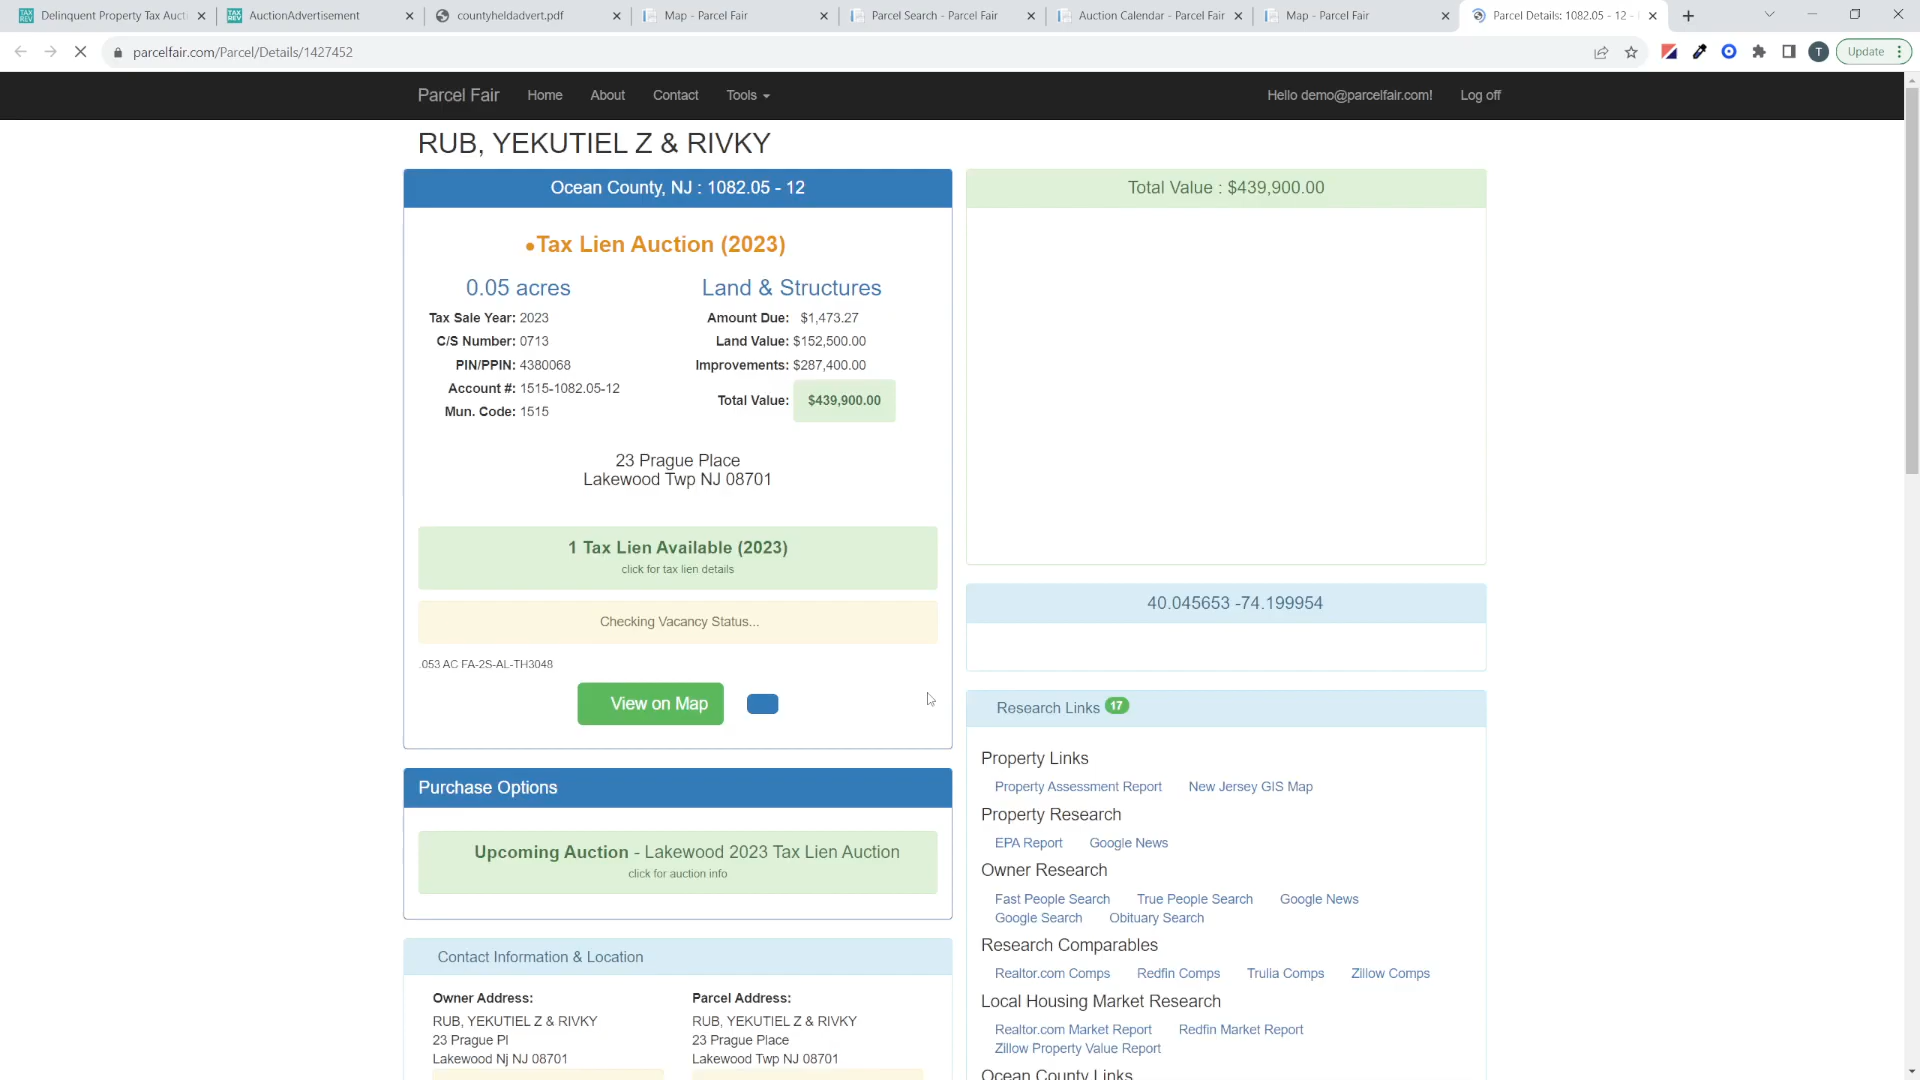 Delinquent Property Tax Aucti
AuctionAdvertisement
countyheldadvert.pdf
Map - Parcel Fair
Parcel Search - Parcel Fair
Auction Calendar - Parcel Fair
Map - Parcel Fair
Parcel Details: 1082.05 - 12 -
parcelfair.com/Parcel/Details/1427452
T
Update
Parcel Fair
Home
About
Contact
Tools
Hello demo@parcelfair.com!
Log off
RUB, YEKUTIEL Z & RIVKY
Ocean County, NJ : 1082.05 - 12
•Tax Lien Auction (2023)
0.05 acres
Tax Sale Year: 2023
C/S Number: 0713
PIN/PPIN: 4380068
Account #: 1515-1082.05-12
Mun. Code: 1515
Land & Structures
Amount Due: $1,473.27
Land Value: $152,500.00
Improvements: $287,400.00
Total Value: $439,900.00
23 Prague Place
Lakewood Twp NJ 08701
1 Tax Lien Available (2023)
click for tax lien details
Checking Vacancy Status...
.053 AC FA-2S-AL-TH3048
View on Map
Purchase Options
Upcoming Auction - Lakewood 2023 Tax Lien Auction
click for auction info
Contact Information & Location
Owner Address:
RUB, YEKUTIEL Z & RIVKY
23 Prague Pl
Lakewood Nj NJ 08701
Parcel Address:
RUB, YEKUTIEL Z & RIVKY
23 Prague Place
Lakewood Twp NJ 08701
Total Value : $439,900.00
40.045653 -74.199954
Research Links 17
Property Links
Property Assessment Report New Jersey GIS Map
Property Research
EPA Report Google News
Owner Research
Fast People Search True People Search Google News
Google Search Obituary Search
Research Comparables
Realtor.com Comps Redfin Comps Trulia Comps Zillow Comps
Local Housing Market Research
Realtor.com Market Report Redfin Market Report
Zillow Property Value Report
Ocean County Links